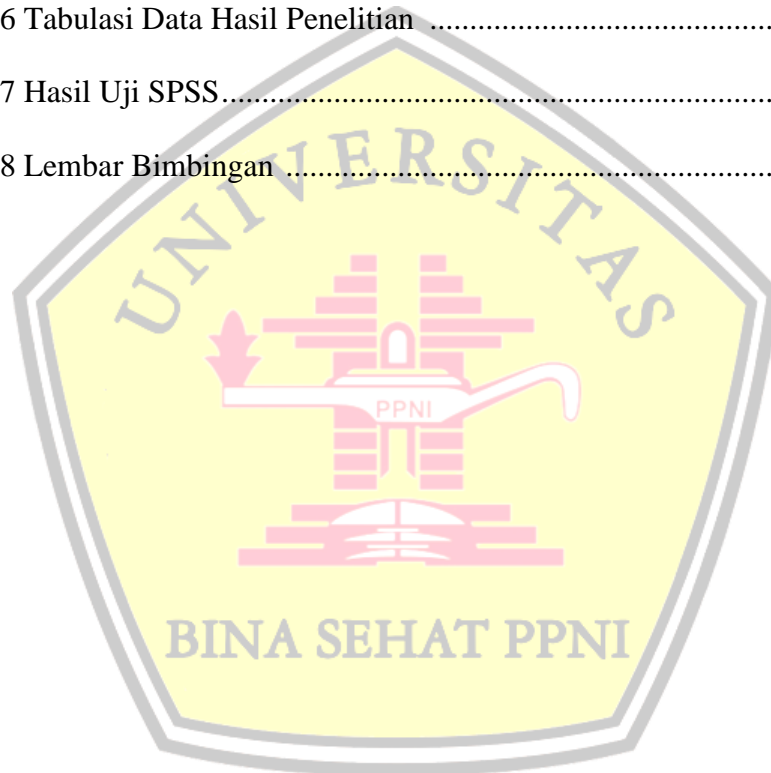 6 Tabulasi Data Hasil Penelitian ................................................
7 Hasil Uji SPSS.....................................................................................
8 Lembar Bimbingan ...........................................................................
UNIVERSITAS
PPNI
BINA SEHAT PPNI